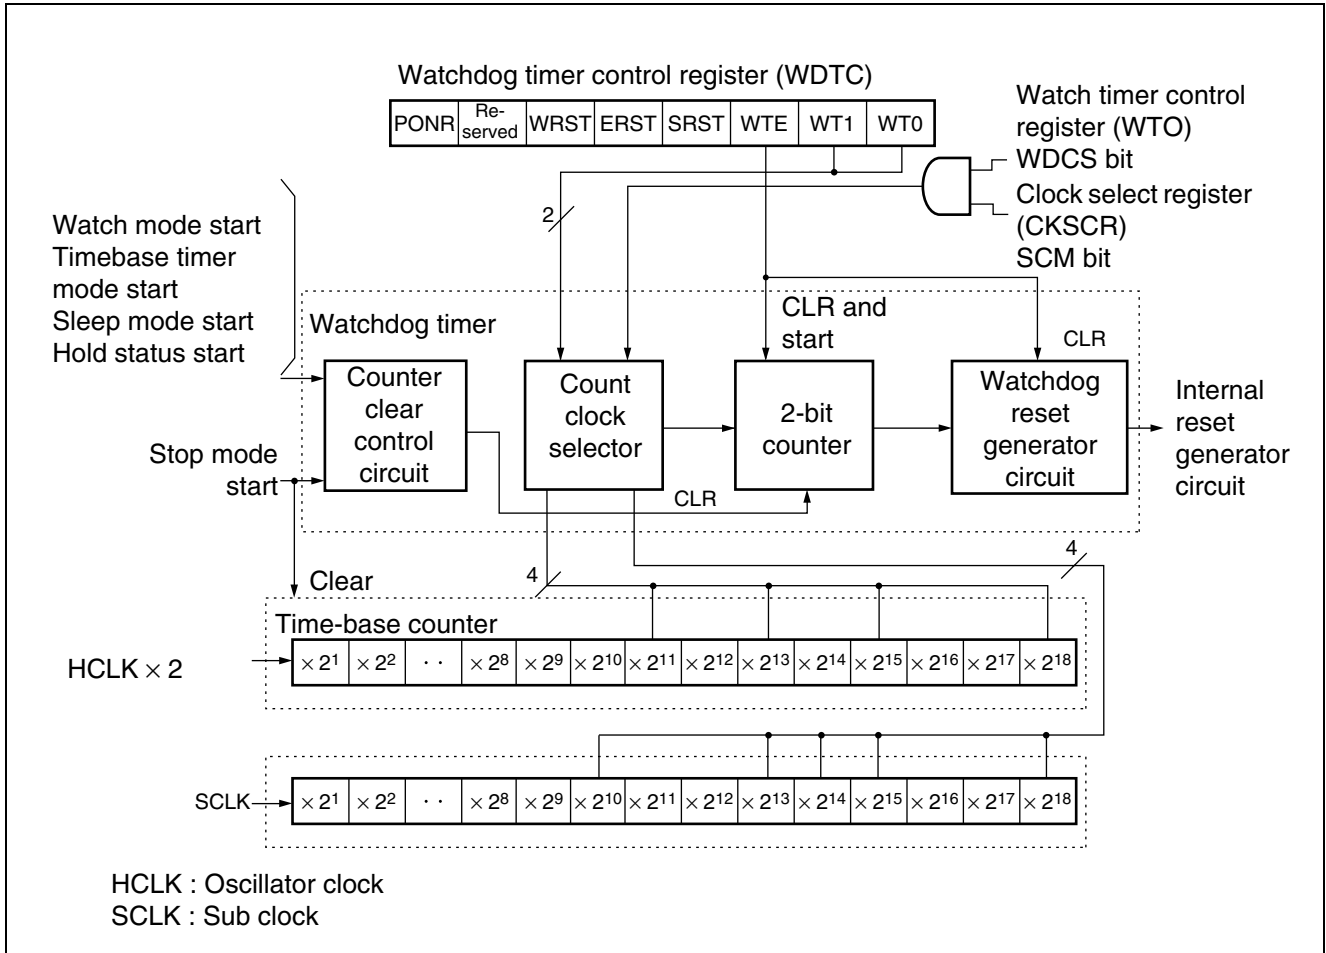 Watchdog timer control register (WDTC)
PONR Re-served WRST ERST SRST WTE WT1 WT0
Watch timer control
register (WTO)
WDCS bit
Clock select register
(CKSCR)
SCM bit
2
Watch mode start
Timebase timer
mode start
Sleep mode start
Hold status start
Watchdog timer
CLR and
start
CLR
Counter
clear
control
circuit
Count
clock
selector
2-bit
counter
Watchdog
reset
generator
circuit
Internal
reset
generator
circuit
Stop mode
start
CLR
4
4
Clear
Time-base counter
HCLK × 2
× 2¹ × 2² · · × 2⁸ × 2⁹ × 2¹⁰ × 2¹¹ × 2¹² × 2¹³ × 2¹⁴ × 2¹⁵ × 2¹⁶ × 2¹⁷ × 2¹⁸
SCLK
× 2¹ × 2² · · × 2⁸ × 2⁹ × 2¹⁰ × 2¹¹ × 2¹² × 2¹³ × 2¹⁴ × 2¹⁵ × 2¹⁶ × 2¹⁷ × 2¹⁸
HCLK : Oscillator clock
SCLK : Sub clock